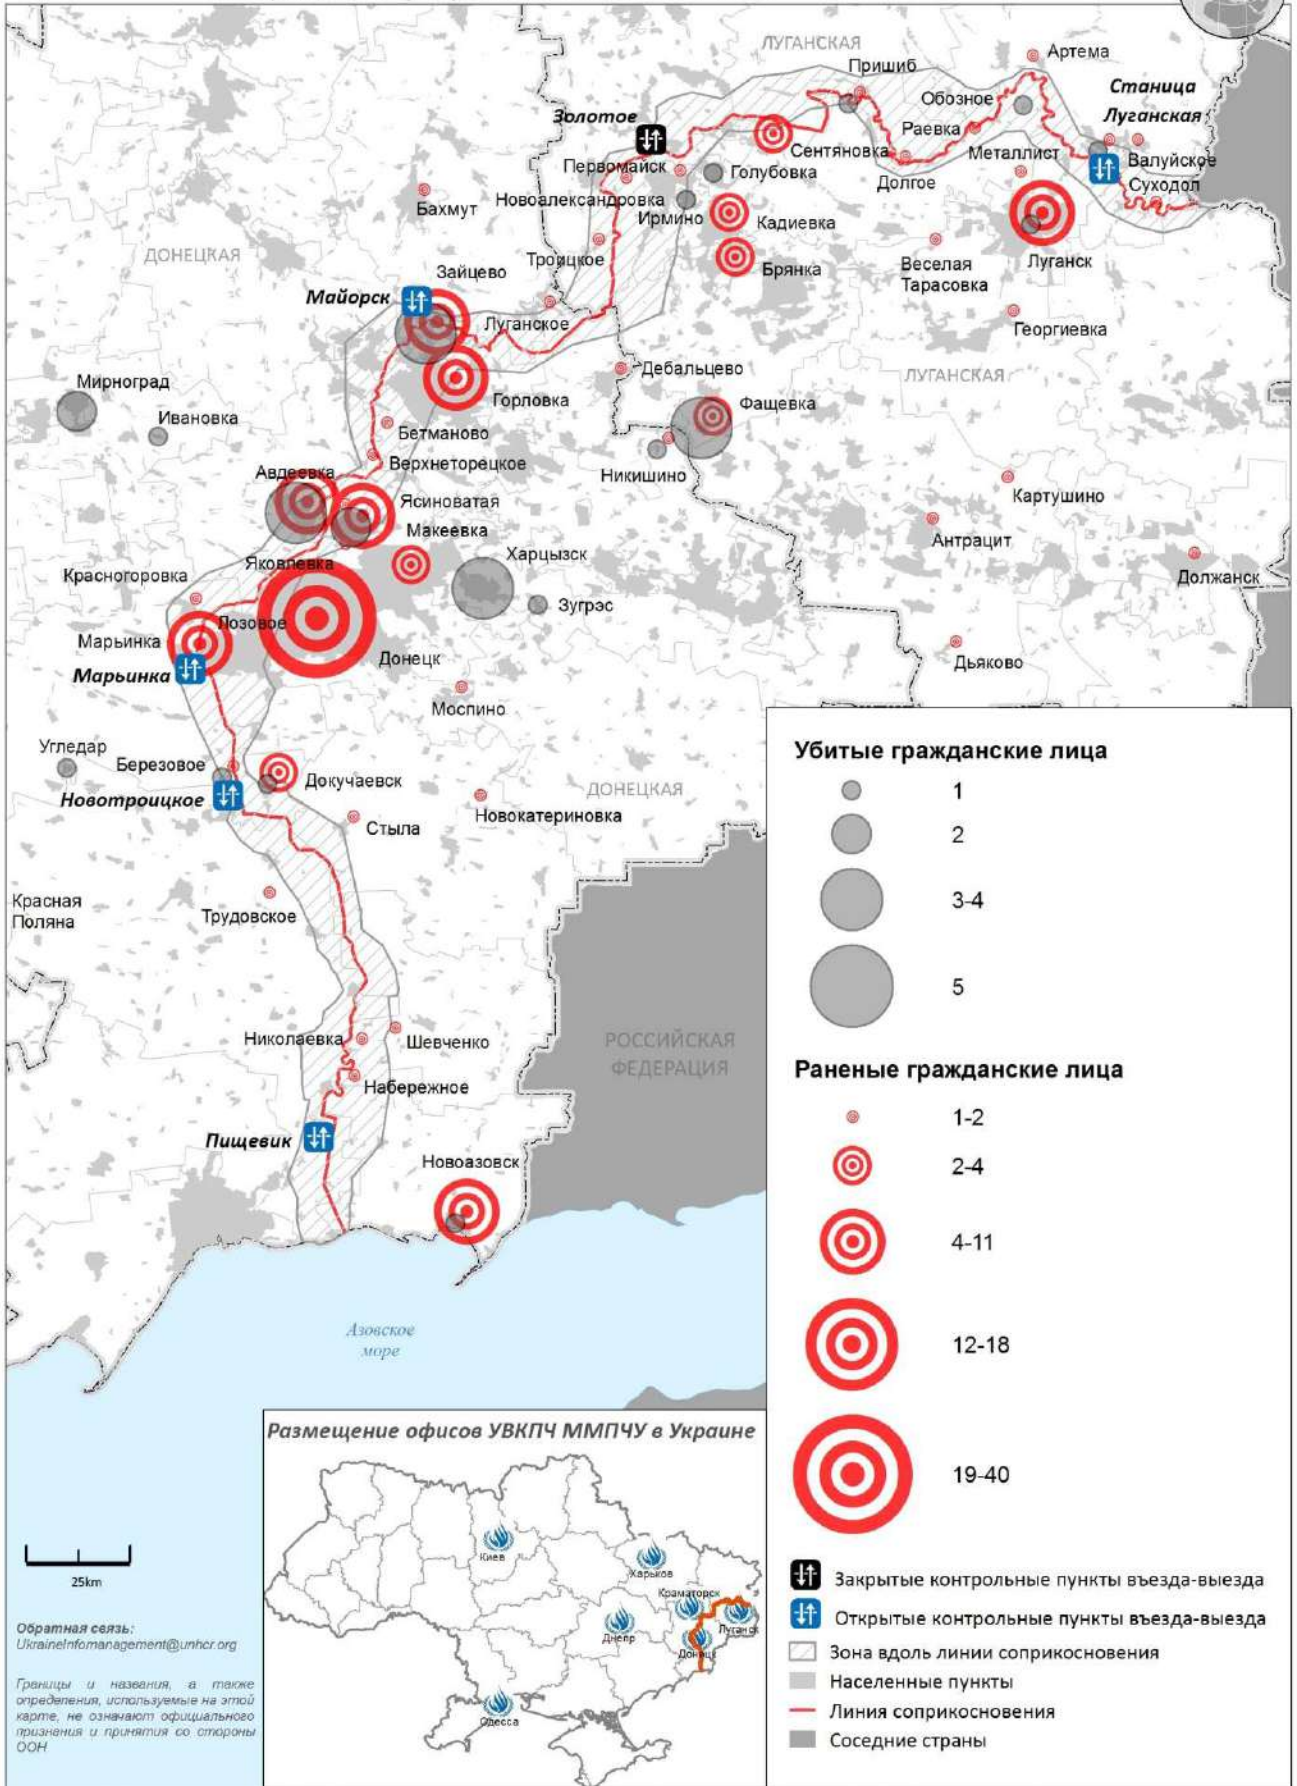 ЛУГАНСКАЯ
Артема
Пришиб
Станица
Луганская
Обозное
Золотое
Раевка
Сентяновка
Металлист
Валуйское
Первомайск
Голубовка
Долгое
Суходол
Новоалександровка
Бахмут
Ирмино
Кадиевка
ДОНЕЦКАЯ
Троицкое
Брянка
Веселая
Тарасовка
Луганск
Зайцево
Майорск
Луганское
Георгиевка
Дебальцево
ЛУГАНСКАЯ
Мирноград
Горловка
Фащевка
Ивановка
Бетманово
Верхнеторецкое
Никишино
Авдеевка
Ясиноватая
Картушино
Макеевка
Антрацит
Яковлевка
Харцызск
Красногоровка
Должанск
Зугрэс
Лозовое
Марьинка
Донецк
Дьяково
Марьинка
Моспино
Угледар
Березовое
Докучаевск
ДОНЕЦКАЯ
Новотроицкое
Новокатериновка
Стыла
Красная
Поляна
Трудовское
Николаевка
Шевченко
РОССИЙСКАЯ
ФЕДЕРАЦИЯ
Набережное
Пищевик
Новоазовск
Азовское
море
Убитые гражданские лица
1
2
3-4
5
Раненые гражданские лица
1-2
2-4
4-11
12-18
19-40
Закрытые контрольные пункты въезда-выезда
Открытые контрольные пункты въезда-выезда
Зона вдоль линии соприкосновения
Населенные пункты
Линия соприкосновения
Соседние страны
Размещение офисов УВКПЧ ММПЧУ в Украине
Киев
Харьков
Краматорск
Луганск
Днепр
Донецк
Одесса
25km
Обратная связь:
UkraineInfomanagement@unhcr.org
Границы и названия, а также
определения, используемые на этой
карте, не означают официального
признания и принятия со стороны
ООН